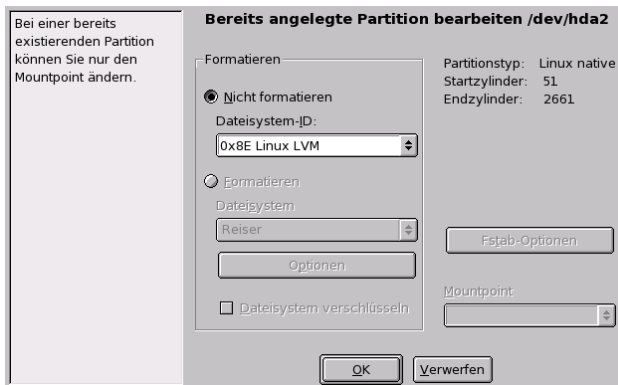 Bei einer bereits
existierenden Partition
können Sie nur den
Mountpoint ändern.
Bereits angelegte Partition bearbeiten /dev/hda2
Formatieren
Nicht formatieren
Dateisystem-ID:
0x8E Linux LVM
Formatieren
Dateisystem
Reiser
Optionen
Dateisystem verschlüsseln
Partitionstyp: Linux native
Startzylinder: 51
Endzylinder: 2661
Fstab-Optionen
Mountpoint
OK
Verwerfen